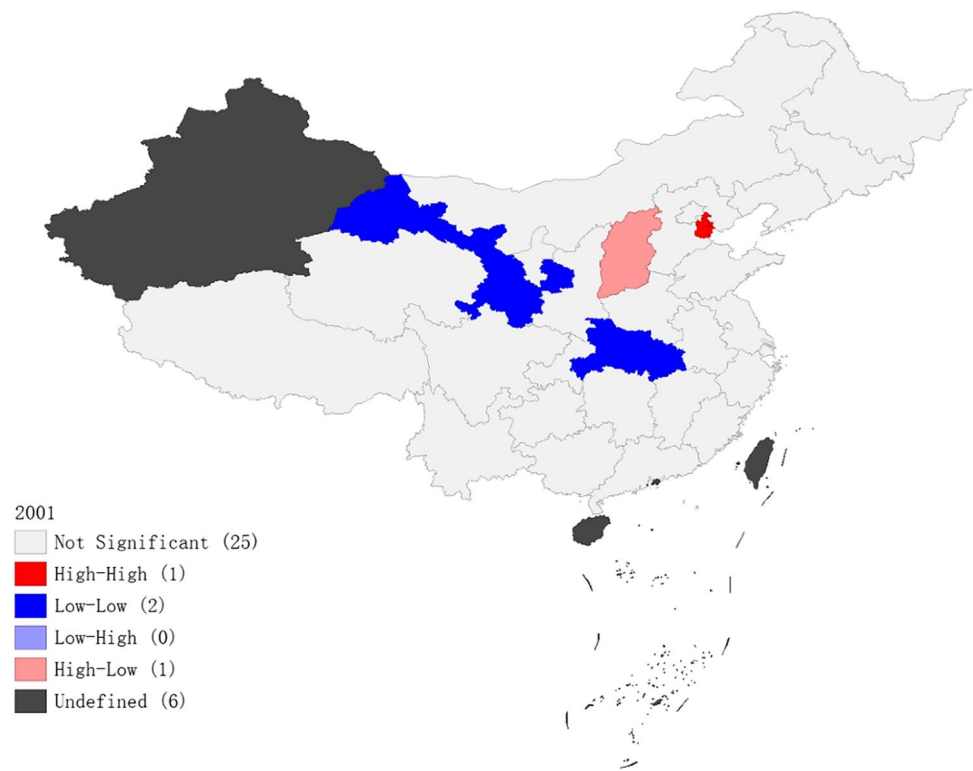 2001
Not Significant (25)
High-High (1)
Low-Low (2)
Low-High (0)
High-Low (1)
Undefined (6)